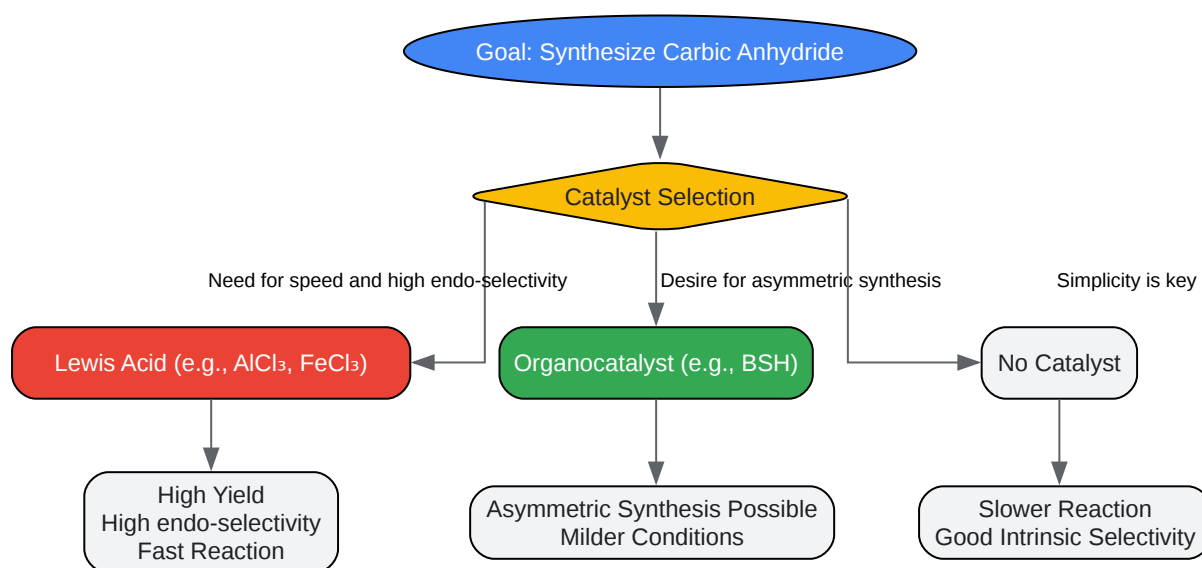 Goal: Synthesize Carbic Anhydride
Catalyst Selection
Need for speed and high endo-selectivity
Desire for asymmetric synthesis
Simplicity is key
Lewis Acid (e.g., AlCl₃, FeCl₃)
Organocatalyst (e.g., BSH)
No Catalyst
High Yield
High endo-selectivity
Fast Reaction
Asymmetric Synthesis Possible
Milder Conditions
Slower Reaction
Good Intrinsic Selectivity